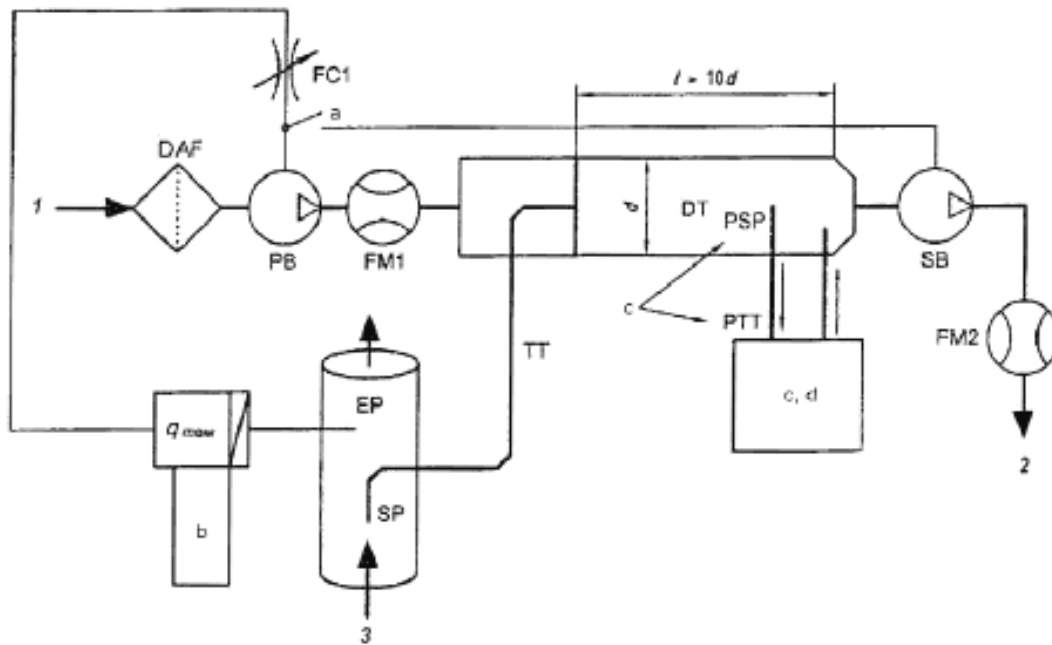 FC1
l = 10d
a
DAF
1
d
DT
PSP
PB
FM1
SB
c
PTT
FM2
TT
EP
c, d
2
SP
b
3